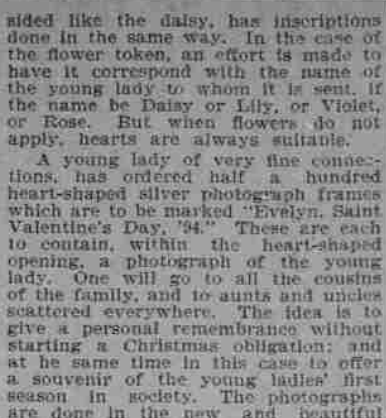 sided like the daisy, has inscriptions
done in the same way. In the case of
the flower token, an effort is made to
have it correspond with the name of
the young lady to whom it is sent, if
the name be Daisy or Lily, or Violet,
or Rose. But when flowers do not
apply, hearts are always suitable.
A young lady of very fine connec-
tions, has ordered half a hundred
heart-shaped silver photograph frames
which are to be marked "Evelyn, Saint
Valentine's Day, '94." These are each
to contain, within the heart-shaped
opening, a photograph of the young
lady. One will go to all the cousins
of the family, and to aunts and uncles
scattered everywhere. The idea is to
give a personal remembrance without
starting a Christmas obligation; and
at he same time in this case to offer
a souvenir of the young ladies' first
season in society. The photographs
are done in the new and beautiful